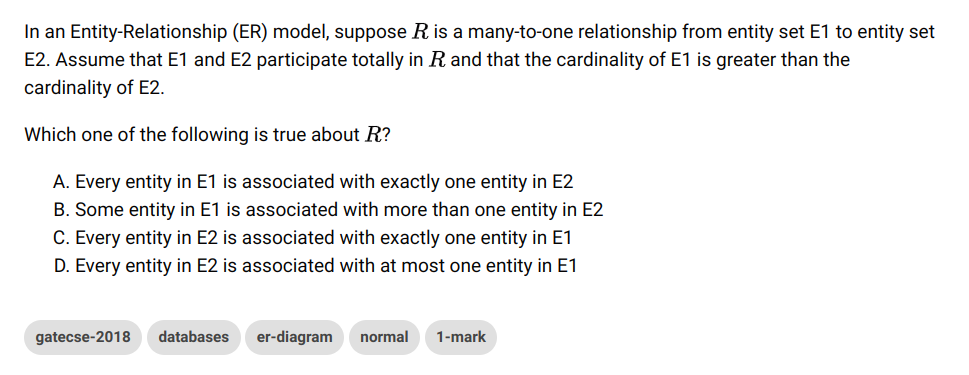 In an Entity-Relationship (ER) model, suppose R is a many-to-one relationship from entity set E1 to entity set
E2. Assume that E1 and E2 participate totally in R and that the cardinality of E1 is greater than the
cardinality of E2.
Which one of the following is true about R?
A. Every entity in E1 is associated with exactly one entity in E2
B. Some entity in E1 is associated with more than one entity in E2
C. Every entity in E2 is associated with exactly one entity in E1
D. Every entity in E2 is associated with at most one entity in E1
gatecse-2018 databases er-diagram normal 1-mark